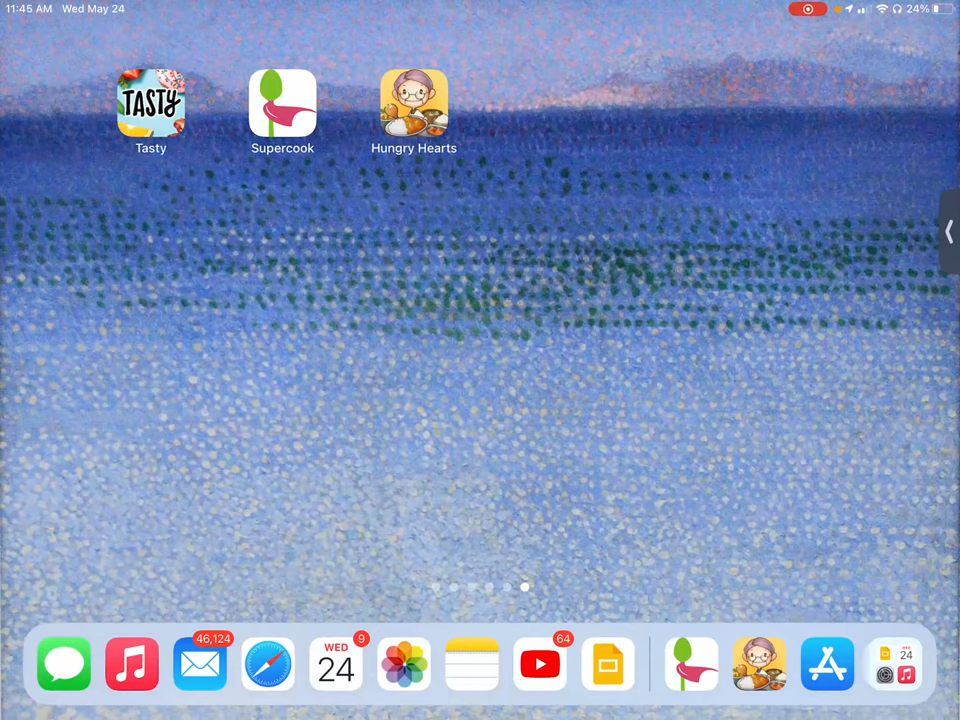 11:45 AM Wed May 24
24%
TASTY
Tasty
Supercook
Hungry Hearts
46,124
9
64
WED
24
WED
24